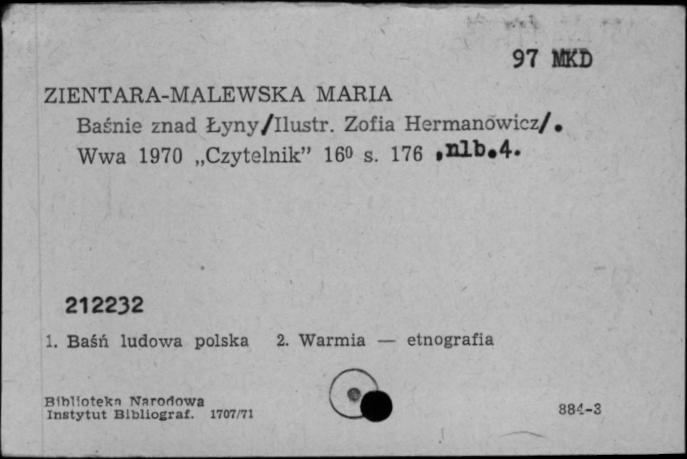 97 MKD
ZIENTARA-MALEWSKA MARIA
Baśnie znad Łyny/Ilustr. Zofia Hermanowicz/.
Wwa 1970 „Czytelnik” 16⁰ s. 176 ,nlb.4.
212232
1. Baśń ludowa polska 2. Warmia — etnografia
Biblioteka Narodowa
Instytut Bibliograf. 1707/71
884-3